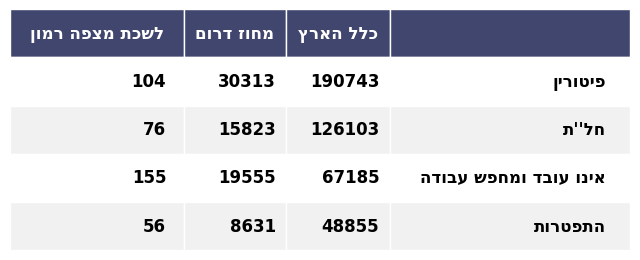 כלל הארץ מחוז דרום לשכת מצפה רמון
פיטורין 190743 30313 104
חל''ת 126103 15823 76
אינו עובד ומחפש עבודה 67185 19555 155
התפטרות 48855 8631 56